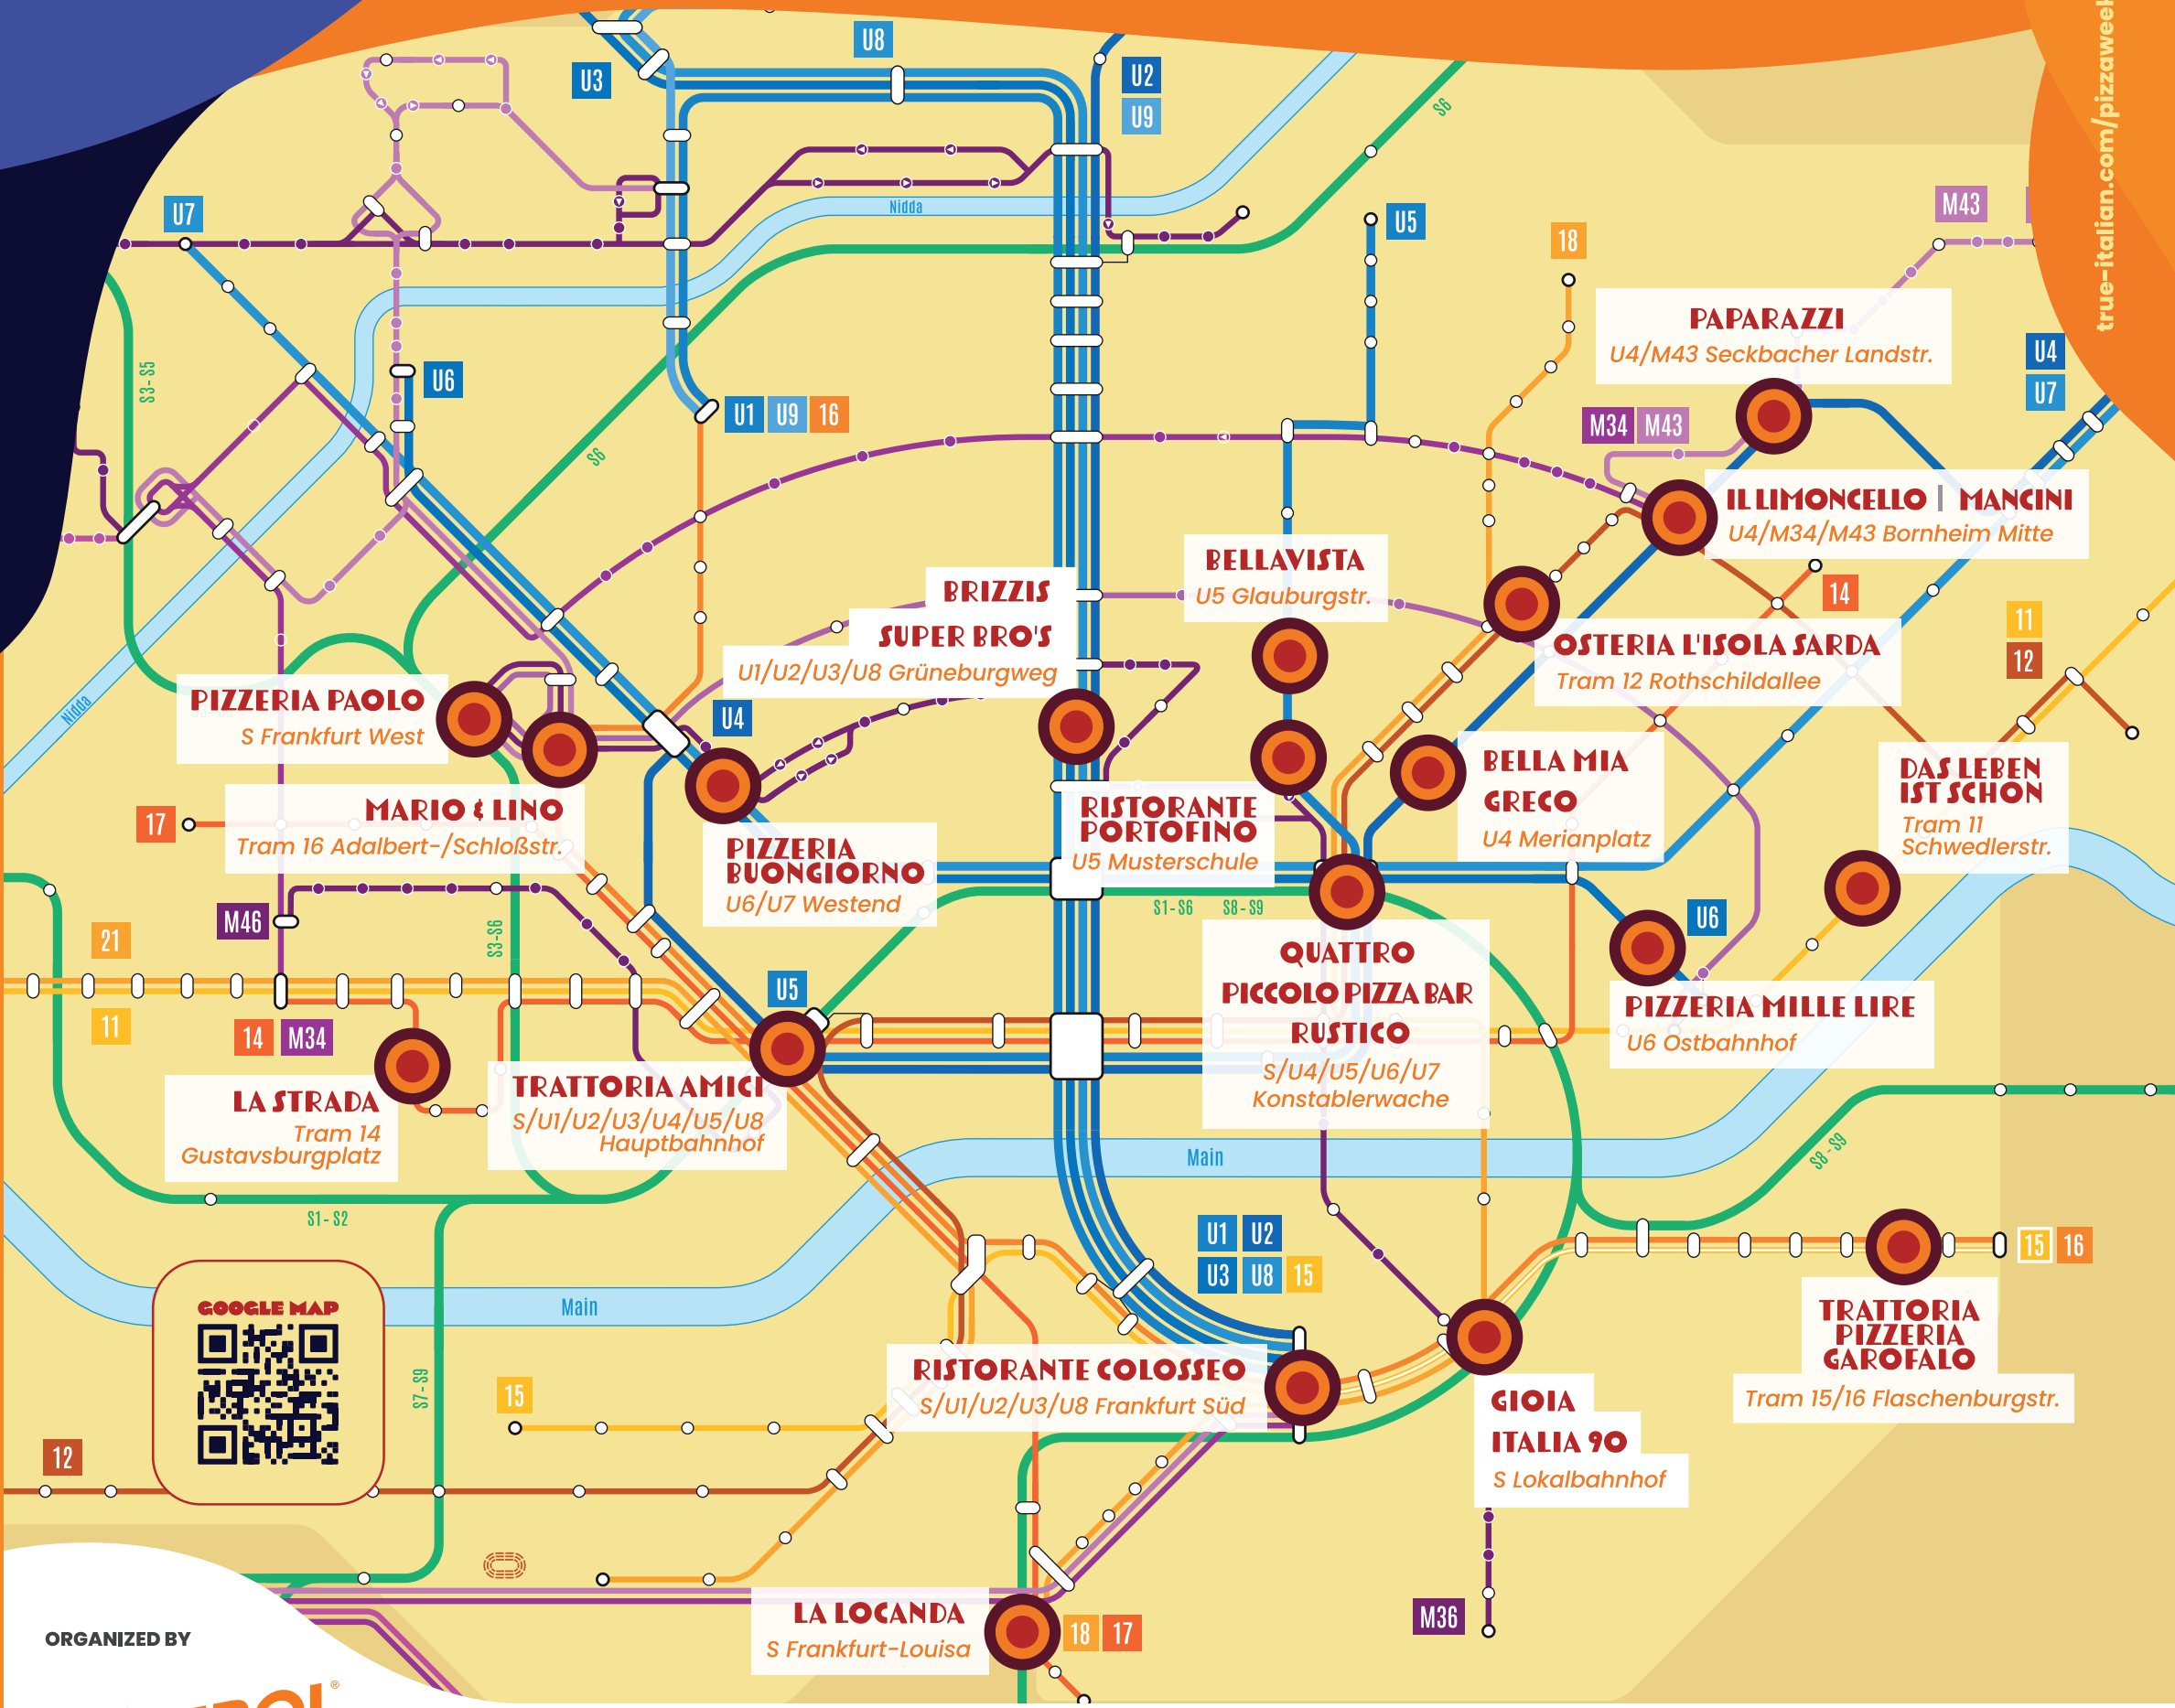 true-italian.com/pizzaweek
U8
U3
U2
U9
S6
Nidda
U7
U5
18
M43
PAPARAZZI
U4/M43 Seckbacher Landstr.
U4
U7
S3-S5
U6
U1 U9 16
S6
M34 M43
IL LIMONCELLO | MANCINI
U4/M34/M43 Bornheim Mitte
BELLAVISTA
U5 Glauburgstr.
BRIZZIS
SUPER BRO'S
U1/U2/U3/U8 Grüneburgweg
14
11
12
OSTERIA L'ISOLA SARDA
Tram 12 Rothschildallee
Nidda
PIZZERIA PAOLO
S Frankfurt West
U4
BELLA MIA
GRECO
U4 Merianplatz
DAS LEBEN
IST SCHÖN
Tram 11
Schwedlerstr.
17
MARIO & LINO
Tram 16 Adalbert-/Schloßstr.
RISTORANTE
PORTOFINO
U5 Musterschule
PIZZERIA
BUONGIORNO
U6/U7 Westend
M46
S1-S6 S8-S9
U6
21
S3-S6
QUATTRO
PICCOLO PIZZA BAR
RUSTICO
S/U4/U5/U6/U7
Konstablerwache
U5
11
14 M34
PIZZERIA MILLE LIRE
U6 Ostbahnhof
LA STRADA
Tram 14
Gustavsburgplatz
TRATTORIA AMICI
S/U1/U2/U3/U4/U5/U8
Hauptbahnhof
Main
S8-S9
S1-S2
U1 U2
U3 U8 15
15 16
GOOGLE MAP
Main
TRATTORIA
PIZZERIA
GAROFALO
Tram 15/16 Flaschenburgstr.
S7-S9
15
RISTORANTE COLOSSEO
S/U1/U2/U3/U8 Frankfurt Süd
GIOIA
ITALIA 90
S Lokalbahnhof
12
LA LOCANDA
S Frankfurt-Louisa
18 17
M36
ORGANIZED BY